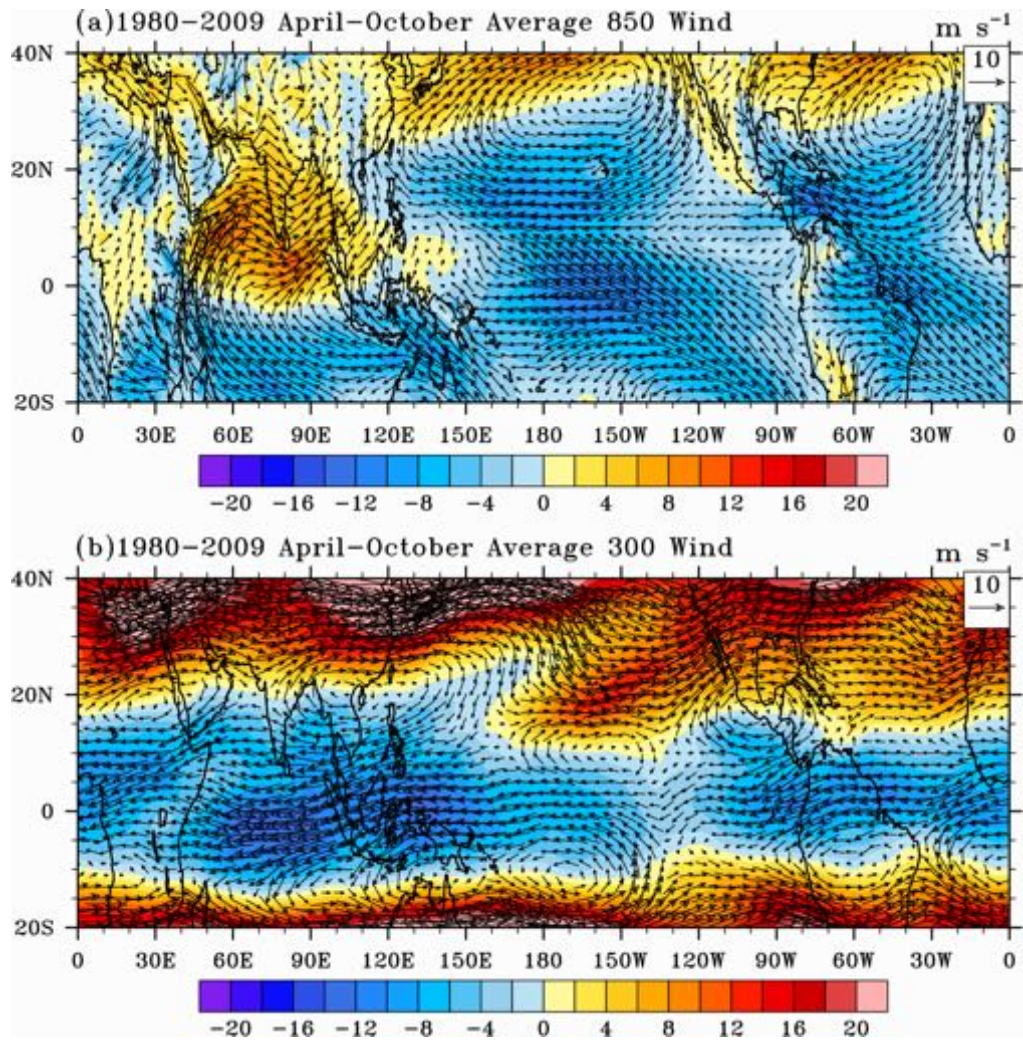 (a)1980−2009 April−October Average 850 Wind
m s⁻¹
10
40N
20N
0
20S
0 30E 60E 90E 120E 150E 180 150W 120W 90W 60W 30W 0
−20 −16 −12 −8 −4 0 4 8 12 16 20
(b)1980−2009 April−October Average 300 Wind
m s⁻¹
10
40N
20N
0
20S
0 30E 60E 90E 120E 150E 180 150W 120W 90W 60W 30W 0
−20 −16 −12 −8 −4 0 4 8 12 16 20